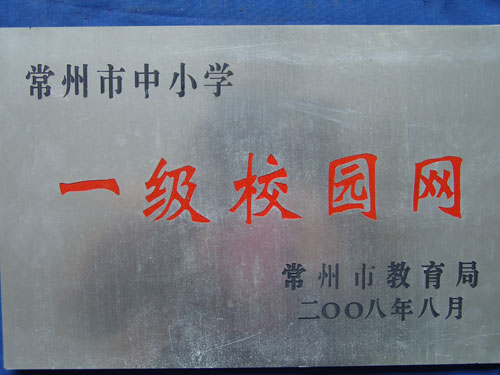 常州市中小学
一级校园网
常州市教育局
二〇〇八年八月